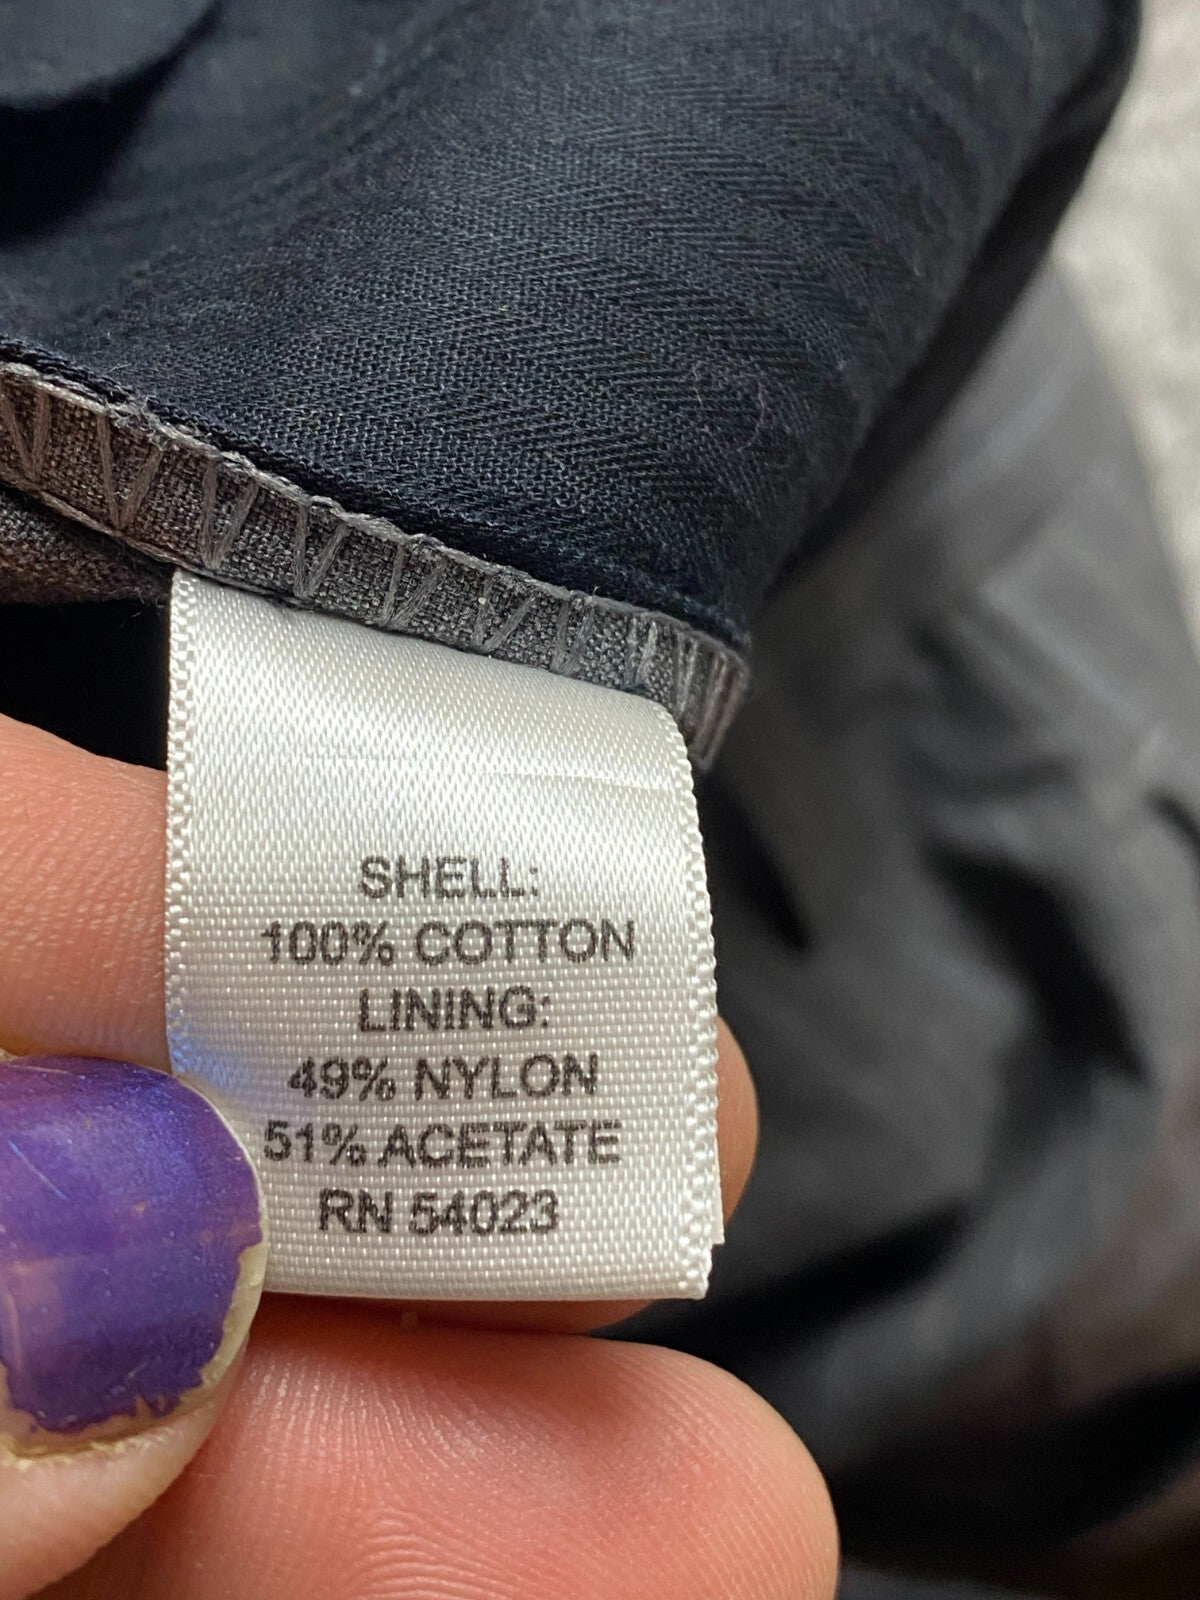 SHELL:
100% COTTON
LINING:
49% NYLON
51% ACETATE
RN 54023